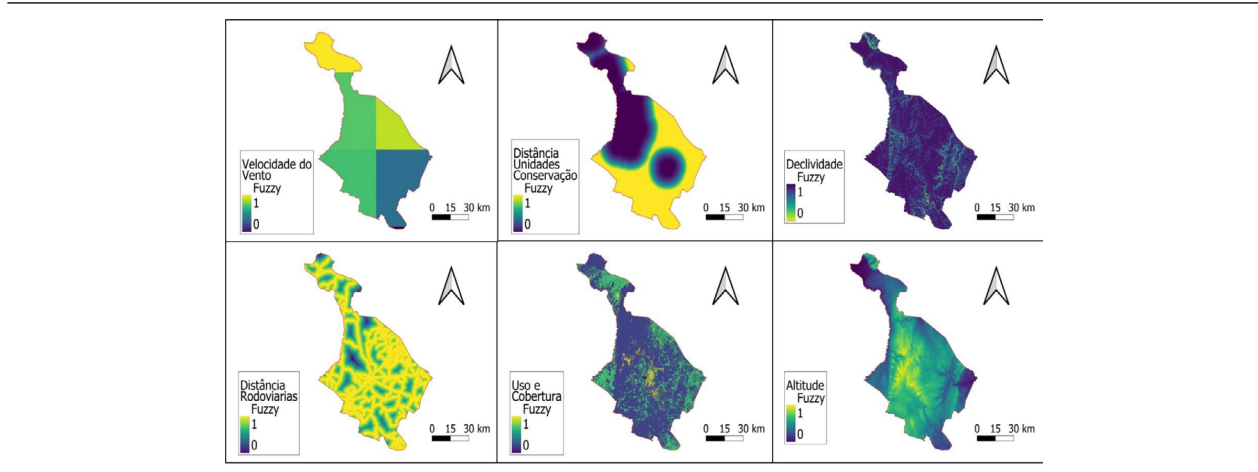 Velocidade do
Vento
Fuzzy
1
0
0 15 30 km
Distância
Unidades
Conservação
Fuzzy
1
0
0 15 30 km
Declividade
Fuzzy
1
0
0 15 30 km
Distância
Rodoviarias
Fuzzy
1
0
0 15 30 km
Uso e
Cobertura
Fuzzy
1
0
0 15 30 km
Altitude
Fuzzy
1
0
0 15 30 km